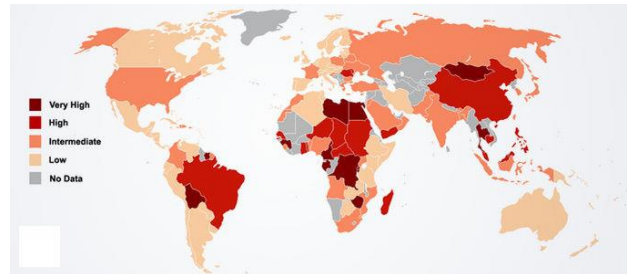 Very High
High
Intermediate
Low
No Data